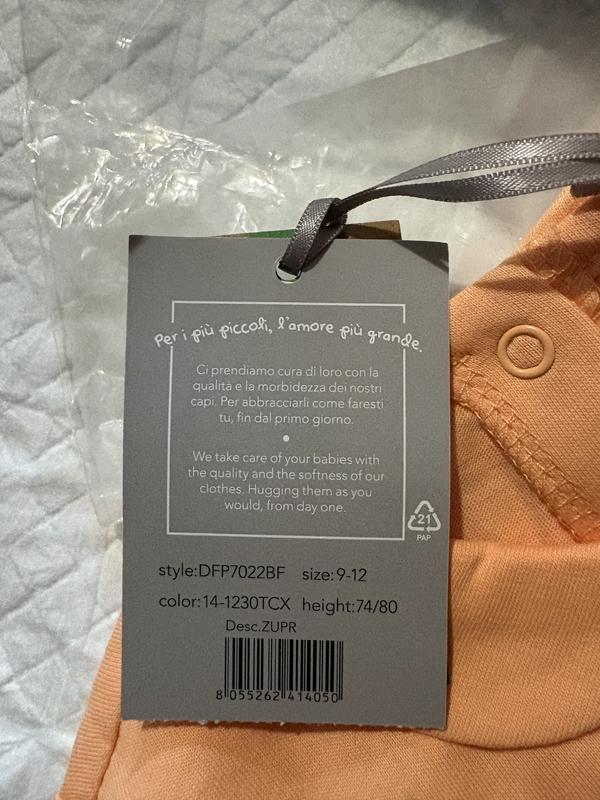 Per i più piccoli, l'amore più grande.
Ci prendiamo cura di loro con la
qualità e la morbidezza dei nostri
capi. Per abbracciarli come faresti
tu, fin dal primo giorno.
We take care of your babies with
the quality and the softness of our
clothes. Hugging them as you
would, from day one.
21
PAP
style:DFP7022BF size:9-12
color:14-1230TCX height:74/80
Desc.ZUPR
8 055262 414050